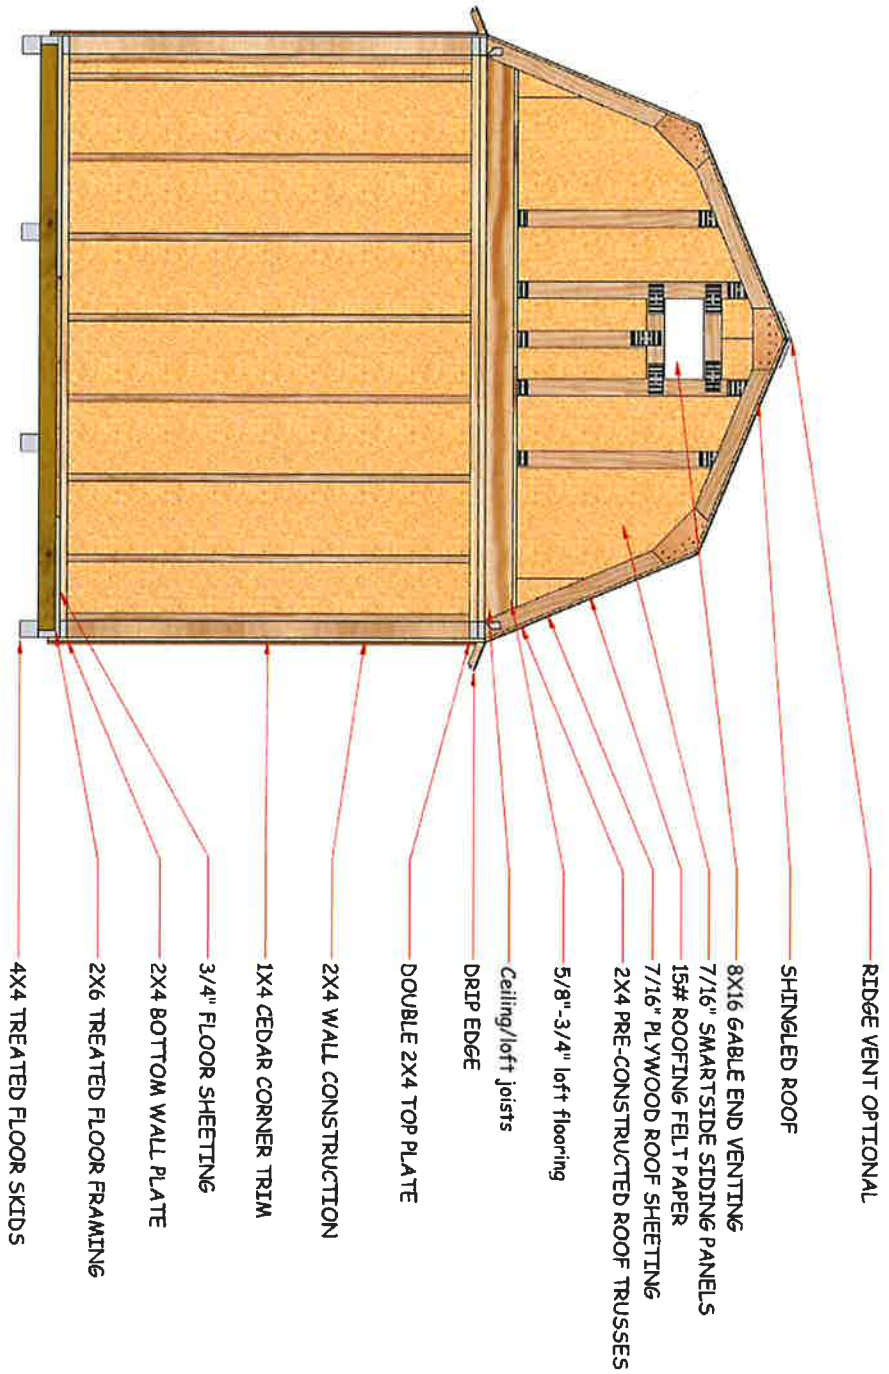 RIDGE VENT OPTIONAL
SHINGLED ROOF
8X16 GABLE END VENTING
7/16" SMARTSIDE SIDING PANELS
15# ROOFING FELT PAPER
7/16" PLYWOOD ROOF SHEETING
2X4 PRE-CONSTRUCTED ROOF TRUSSES
5/8"-3/4" loft flooring
Ceiling/loft joists
DRIP EDGE
DOUBLE 2X4 TOP PLATE
2X4 WALL CONSTRUCTION
1X4 CEDAR CORNER TRIM
3/4" FLOOR SHEETING
2X4 BOTTOM WALL PLATE
2X6 TREATED FLOOR FRAMING
4X4 TREATED FLOOR SKIDS